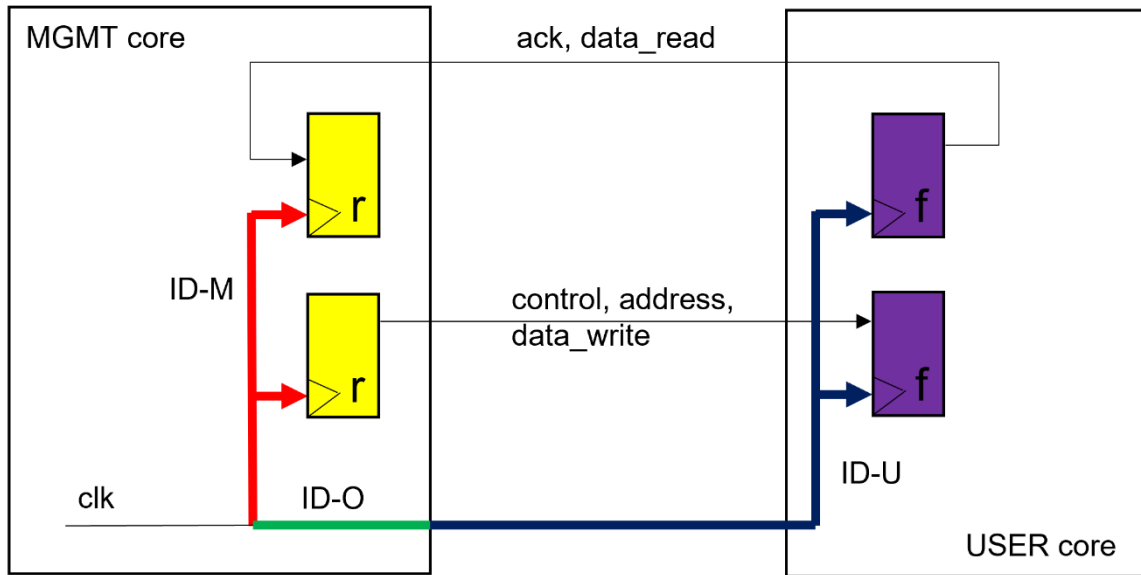 MGMT core
ack, data_read
r
f
ID-M
control, address,
data_write
r
f
clk
ID-O
ID-U
USER core